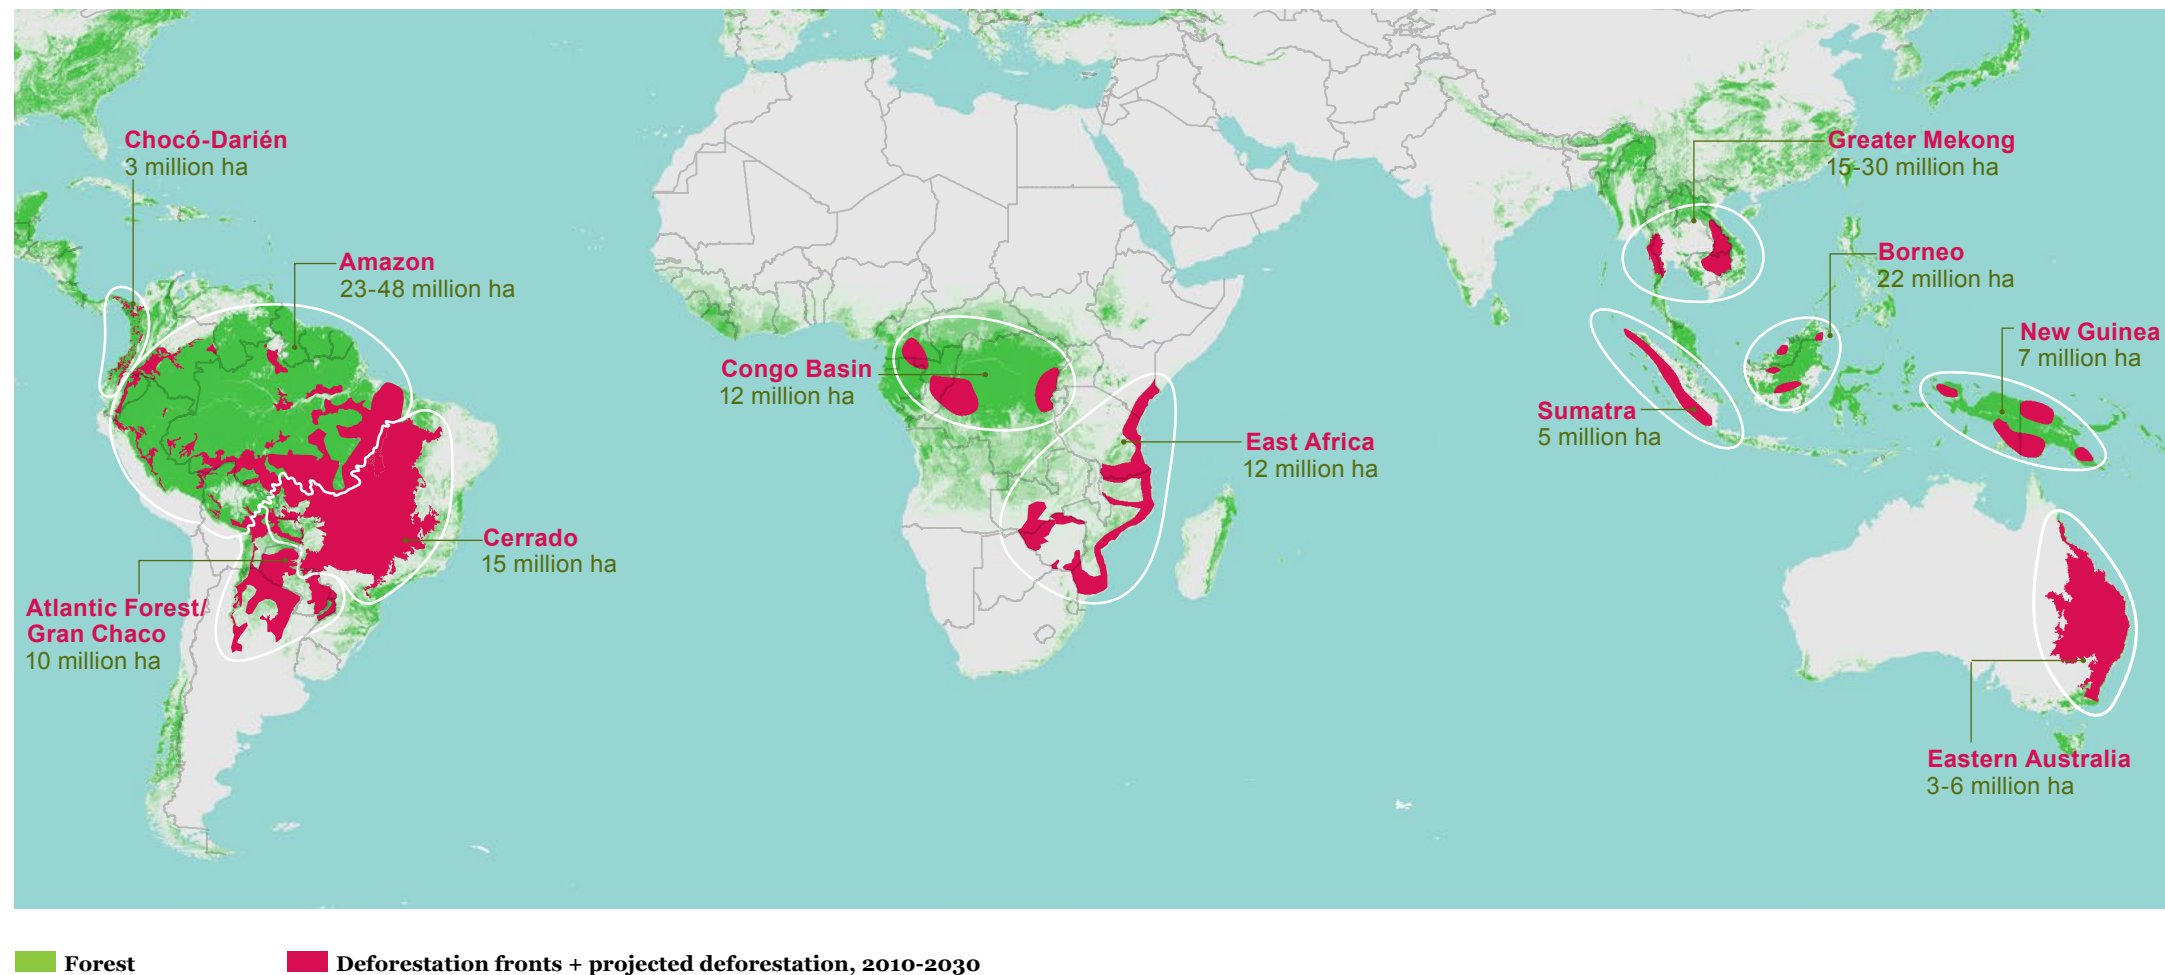 Chocó-Darién
3 million ha
Greater Mekong
15-30 million ha
Amazon
23-48 million ha
Borneo
22 million ha
New Guinea
7 million ha
Congo Basin
12 million ha
Sumatra
5 million ha
East Africa
12 million ha
Cerrado
15 million ha
Atlantic Forest/
Gran Chaco
10 million ha
Eastern Australia
3-6 million ha
Forest
Deforestation fronts + projected deforestation, 2010-2030